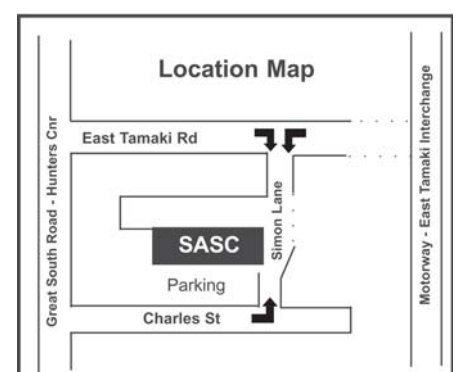 Location Map
East Tamaki Rd
Great South Road - Hunters Cnr
Simon Lane
Motorway - East Tamaki Interchange
SASC
Parking
Charles St